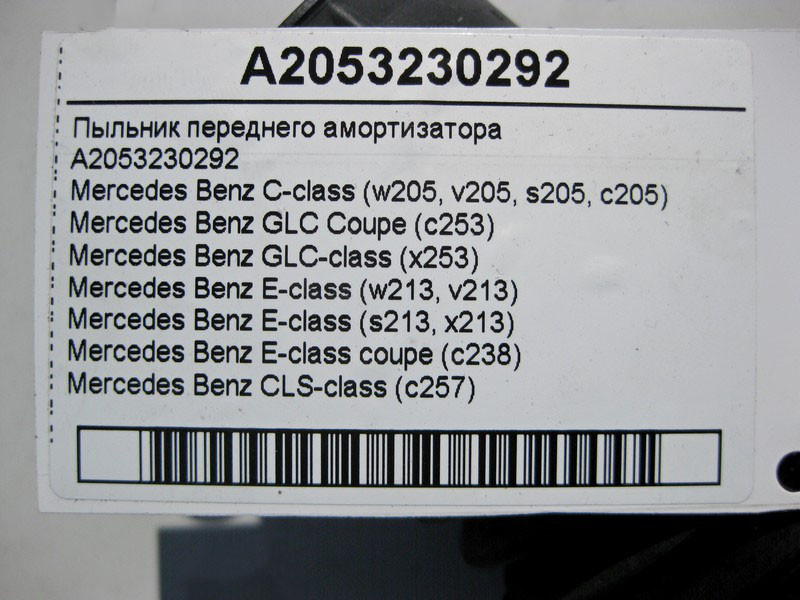 A2053230292
Пыльник переднего амортизатора
A2053230292
Mercedes Benz C-class (w205, v205, s205, c205)
Mercedes Benz GLC Coupe (c253)
Mercedes Benz GLC-class (x253)
Mercedes Benz E-class (w213, v213)
Mercedes Benz E-class (s213, x213)
Mercedes Benz E-class coupe (c238)
Mercedes Benz CLS-class (c257)